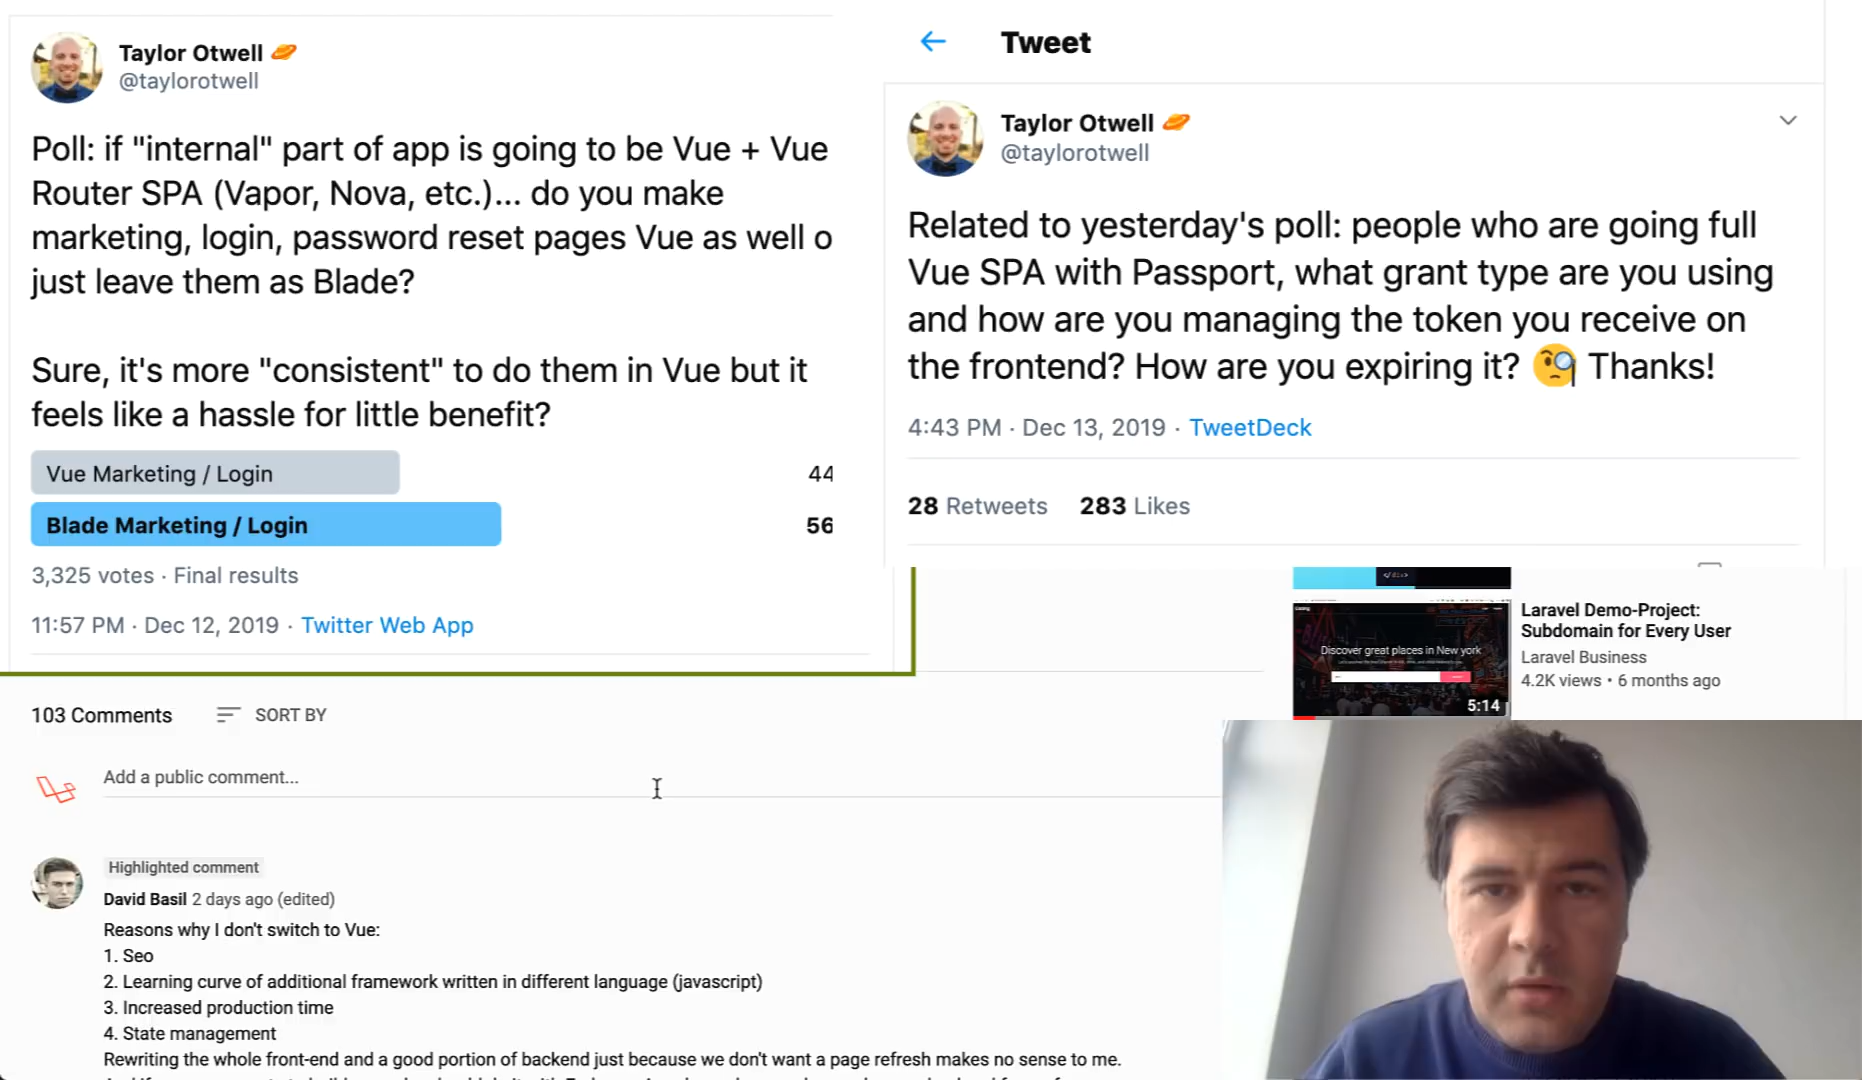 Taylor Otwell
@taylorotwell
Poll: if "internal" part of app is going to be Vue + Vue
Router SPA (Vapor, Nova, etc.)... do you make
marketing, login, password reset pages Vue as well o
just leave them as Blade?
Sure, it's more "consistent" to do them in Vue but it
feels like a hassle for little benefit?
Vue Marketing / Login 44
Blade Marketing / Login 56
3,325 votes · Final results
11:57 PM · Dec 12, 2019 · Twitter Web App
Tweet
Taylor Otwell
@taylorotwell
Related to yesterday's poll: people who are going full
Vue SPA with Passport, what grant type are you using
and how are you managing the token you receive on
the frontend? How are you expiring it? 🧐 Thanks!
4:43 PM · Dec 13, 2019 · TweetDeck
28 Retweets 283 Likes
</div>
Discover great places in New york
5:14
Laravel Demo-Project:
Subdomain for Every User
Laravel Business
4.2K views • 6 months ago
103 Comments SORT BY
Add a public comment...
Highlighted comment
David Basil 2 days ago (edited)
Reasons why I don't switch to Vue:
1. Seo
2. Learning curve of additional framework written in different language (javascript)
3. Increased production time
4. State management
Rewriting the whole front-end and a good portion of backend just because we don't want a page refresh makes no sense to me.